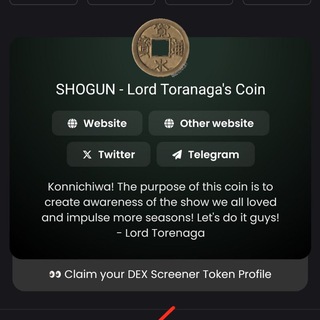 SHOGUN - Lord Toranaga's Coin
Website
Other website
Twitter
Telegram
Konnichiwa! The purpose of this coin is to
create awareness of the show we all loved
and impulse more seasons! Let's do it guys!
- Lord Torenaga
Claim your DEX Screener Token Profile